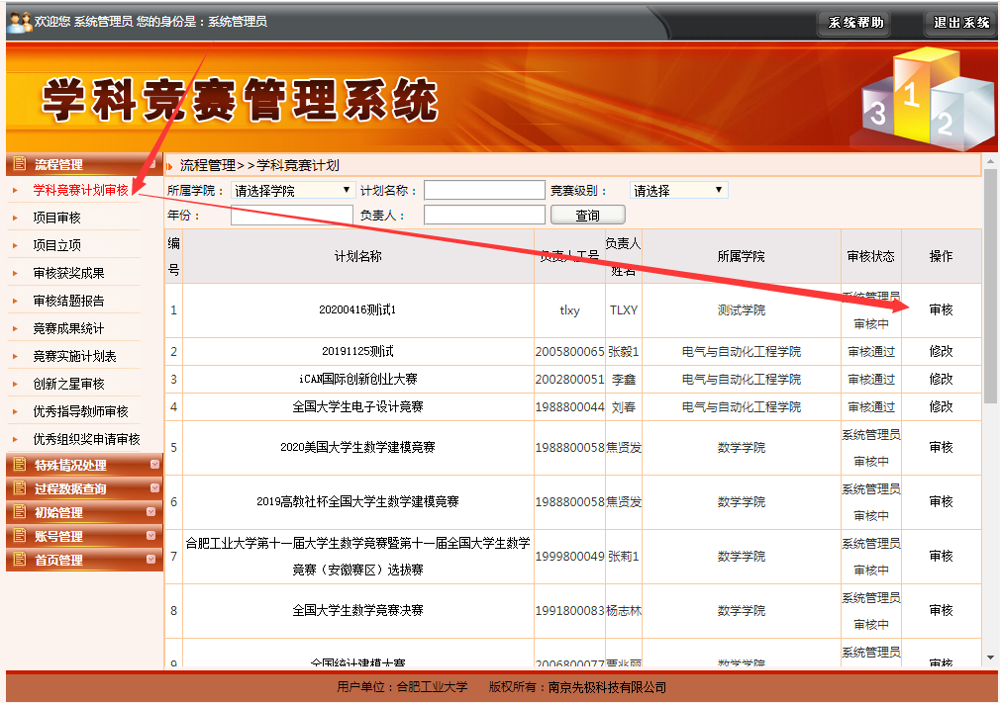 欢迎您 系统管理员 您的身份是：系统管理员
系统帮助
退出系统
学科竞赛管理系统
3
1
2
流程管理
学科竞赛计划审核
项目审核
项目立项
审核获奖成果
审核结题报告
竞赛成果统计
竞赛实施计划表
创新之星审核
优秀指导教师审核
优秀组织奖申请审核
特殊情况处理
过程数据查询
初始管理
账号管理
首页管理
流程管理>>学科竞赛计划
所属学院： 请选择学院 计划名称： 竞赛级别： 请选择
年份： 负责人： 查询
编号 计划名称 负责人工号 负责人姓名 所属学院 审核状态 操作
1 20200416测试1 tlxy TLXY 测试学院 系统管理员审核中 审核
2 20191125测试 2005800065 张毅1 电气与自动化工程学院 审核通过 修改
3 iCAN国际创新创业大赛 2002800051 李鑫 电气与自动化工程学院 审核通过 修改
4 全国大学生电子设计竞赛 1988800044 刘春 电气与自动化工程学院 审核通过 修改
5 2020美国大学生数学建模竞赛 1988800058 焦贤发 数学学院 系统管理员审核中 审核
6 2019高教社杯全国大学生数学建模竞赛 1988800058 焦贤发 数学学院 系统管理员审核中 审核
7 合肥工业大学第十一届大学生数学竞赛暨第十一届全国大学生数学竞赛（安徽赛区）选拔赛 1999800049 张莉1 数学学院 系统管理员审核中 审核
8 全国大学生数学竞赛决赛 1991800083 杨志林 数学学院 系统管理员审核中 审核
9 全国统计建模大赛 2006800077 贾兆丽 数学学院 系统管理员 审核
用户单位：合肥工业大学 版权所有：南京先极科技有限公司